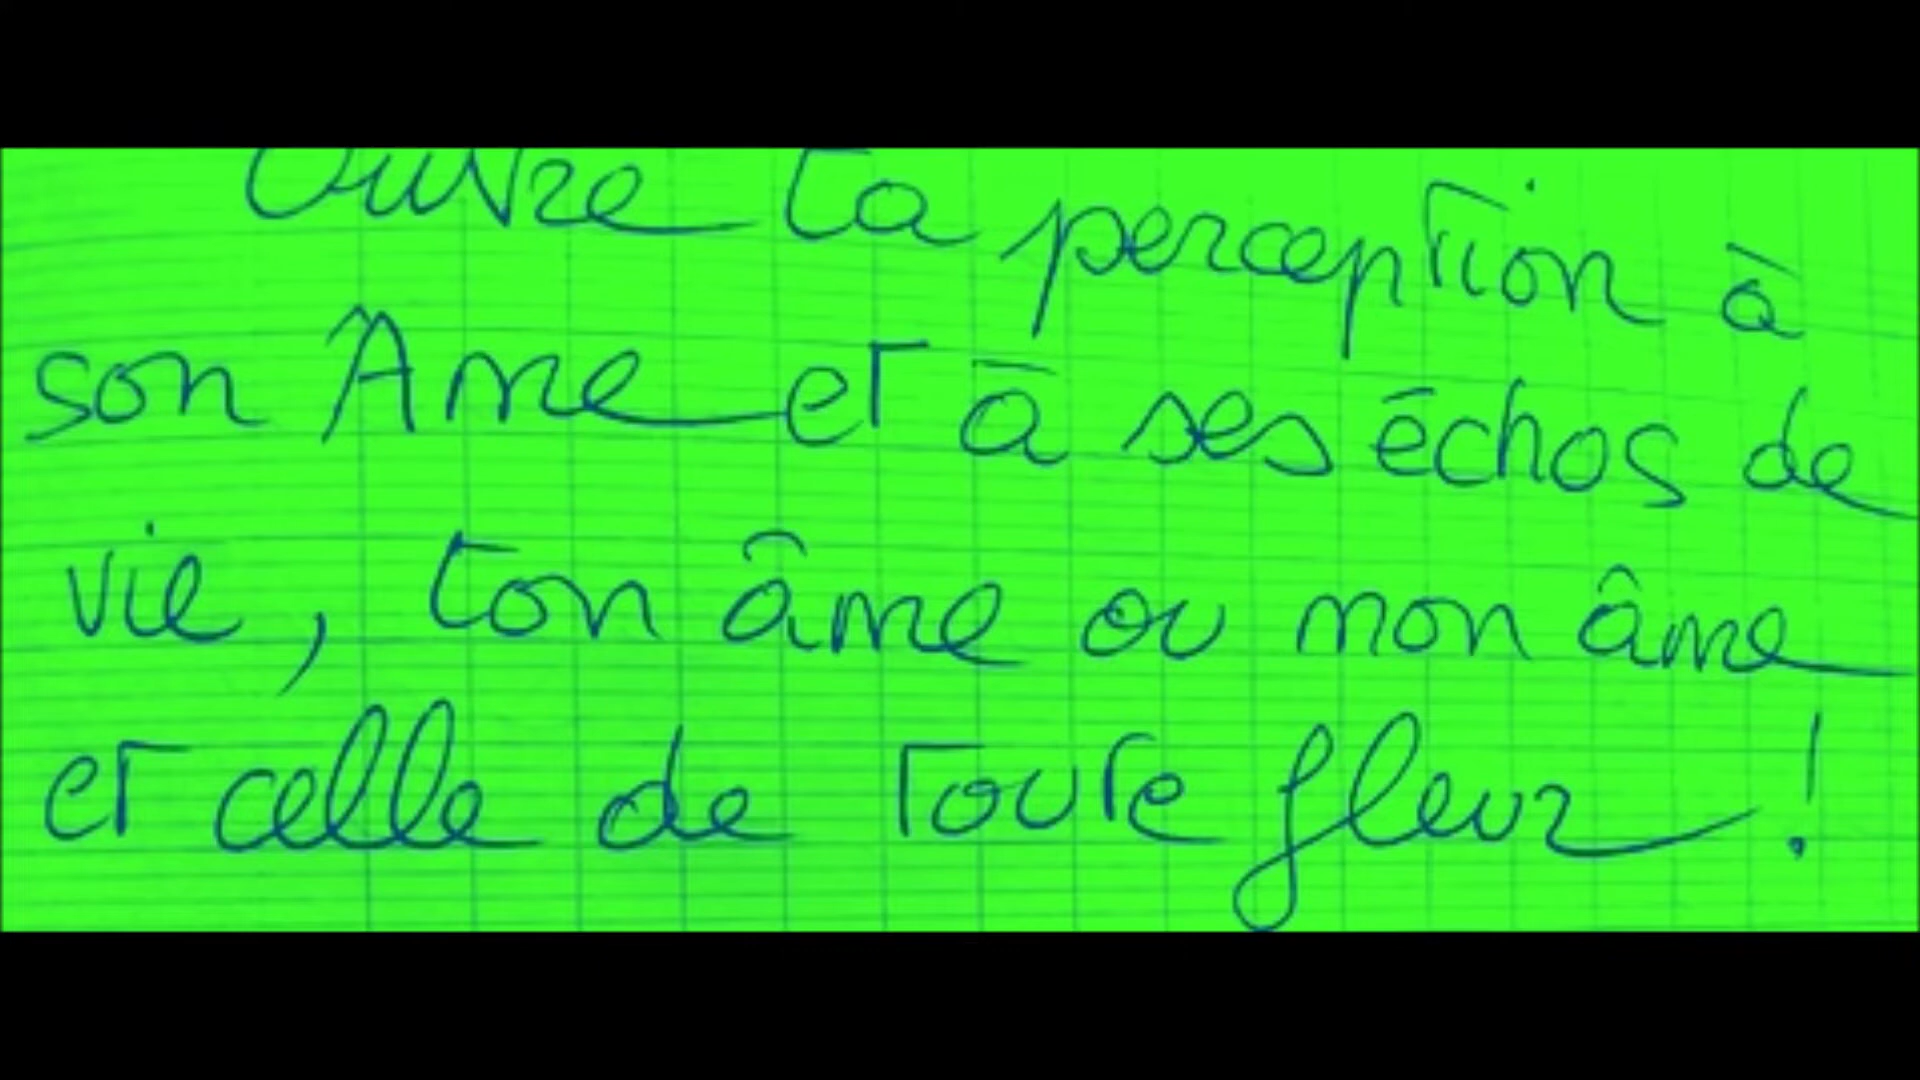 Ouvre ta perception à
son Âme et à ses échos de
vie, ton âme ou mon âme
et celle de toute fleur !